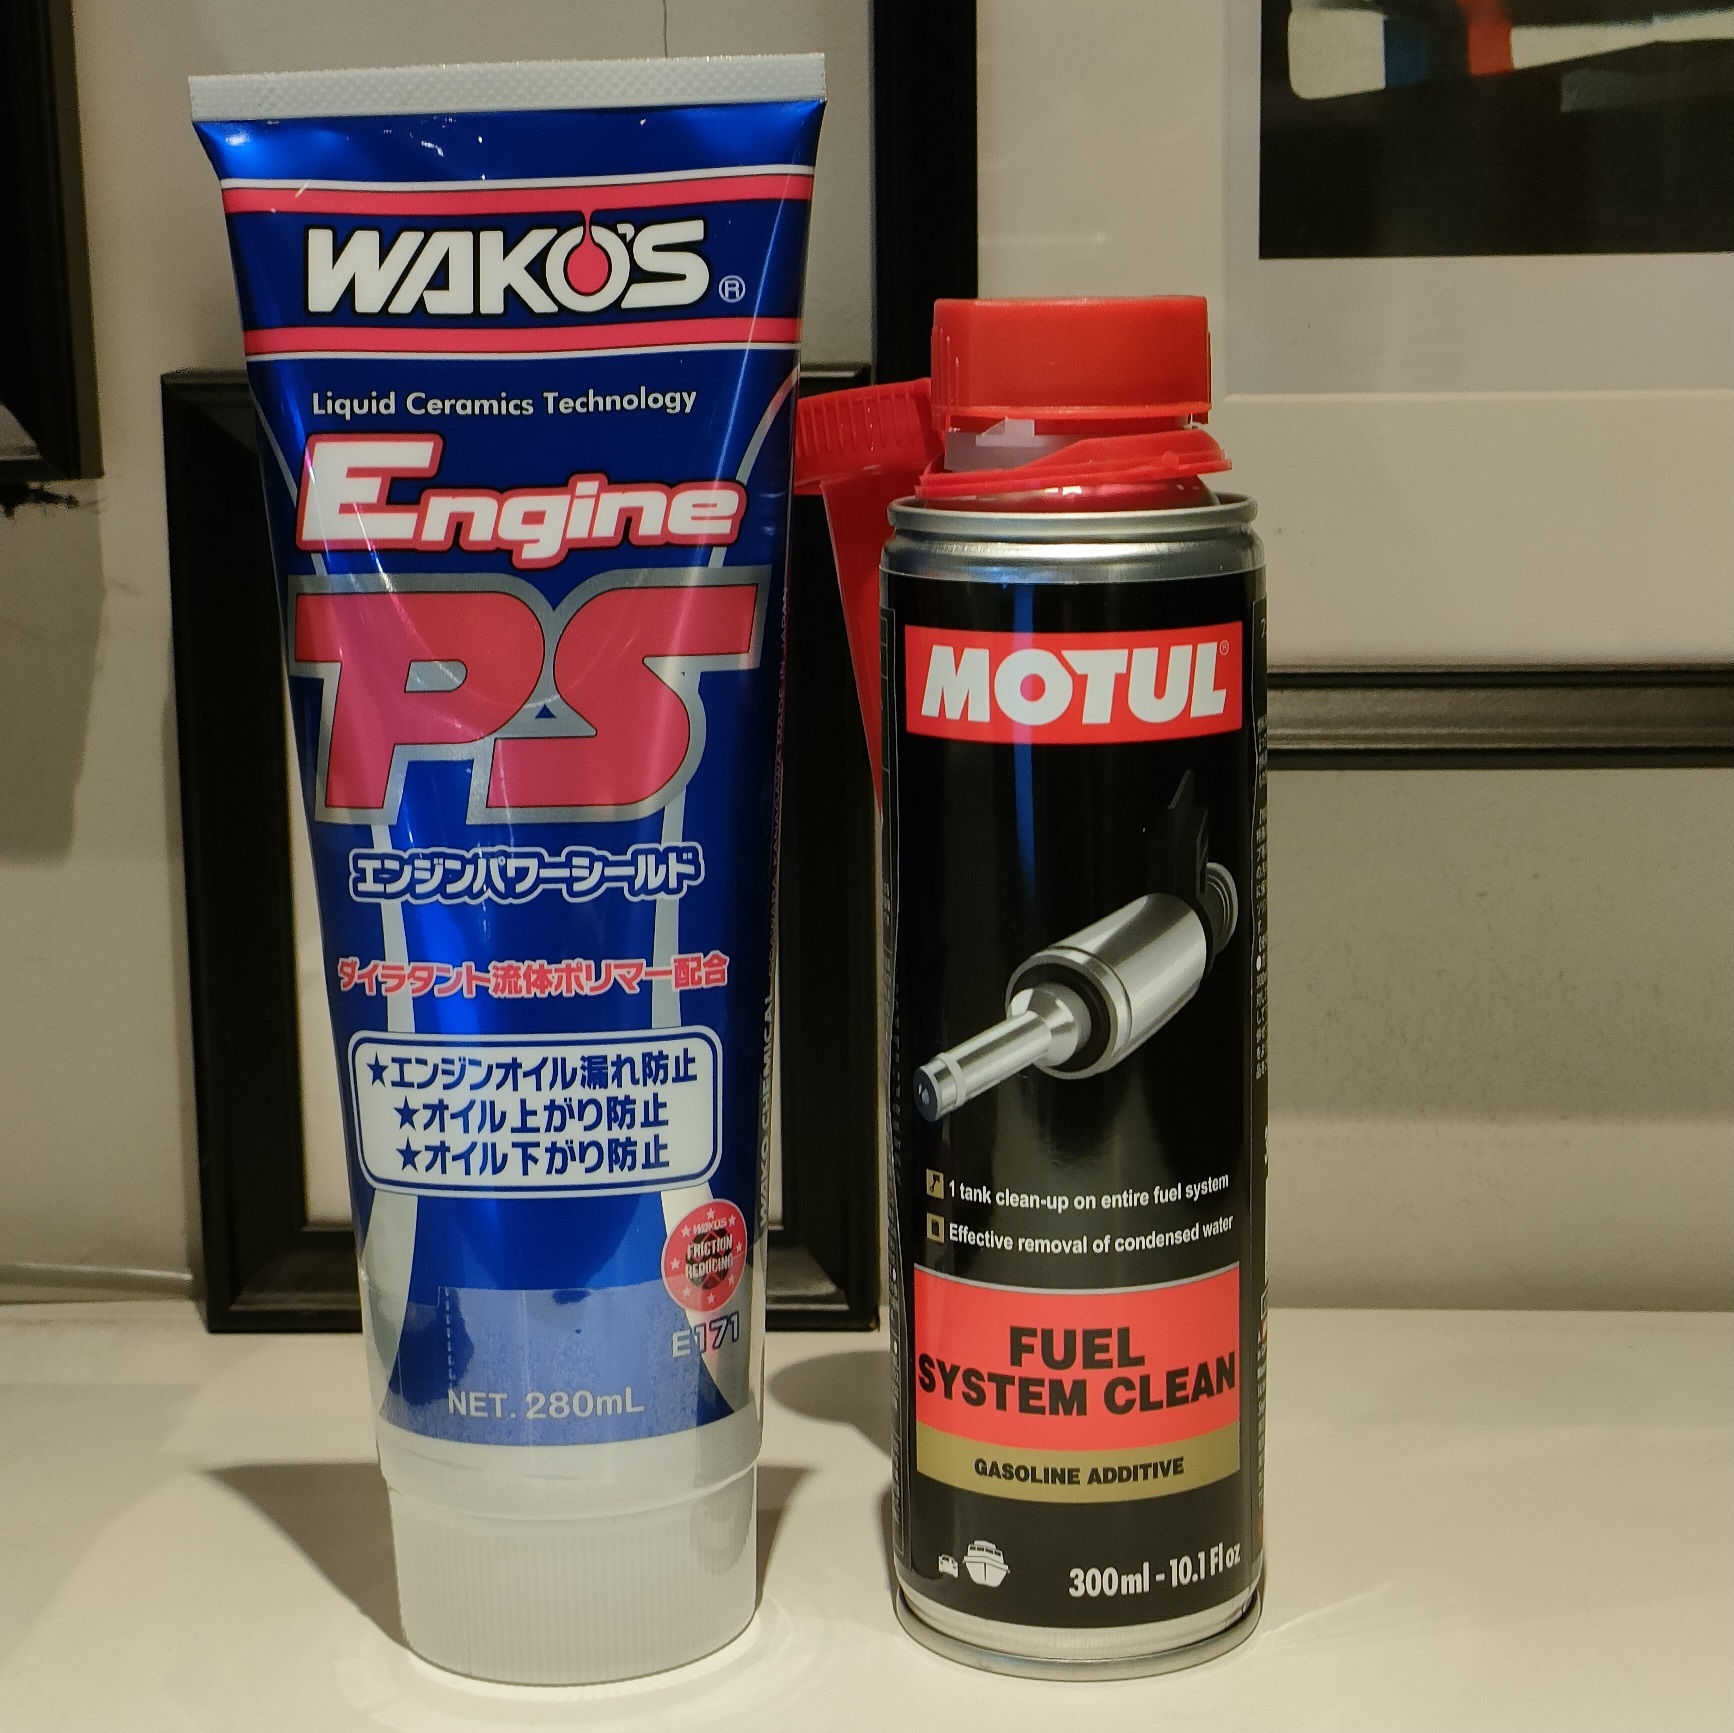 WAKO'S®
Liquid Ceramics Technology
Engine
PS
エンジンパワーシールド
ダイラタント流体ポリマー配合
★エンジンオイル漏れ防止
★オイル上がり防止
★オイル下がり防止
WAKO'S
FRICTION
REDUCING
E171
NET. 280mL
WAKO CHEMICAL
MOTUL®
1 tank clean-up on entire fuel system
Effective removal of condensed water
FUEL
SYSTEM CLEAN
GASOLINE ADDITIVE
300ml - 10.1 Fl oz